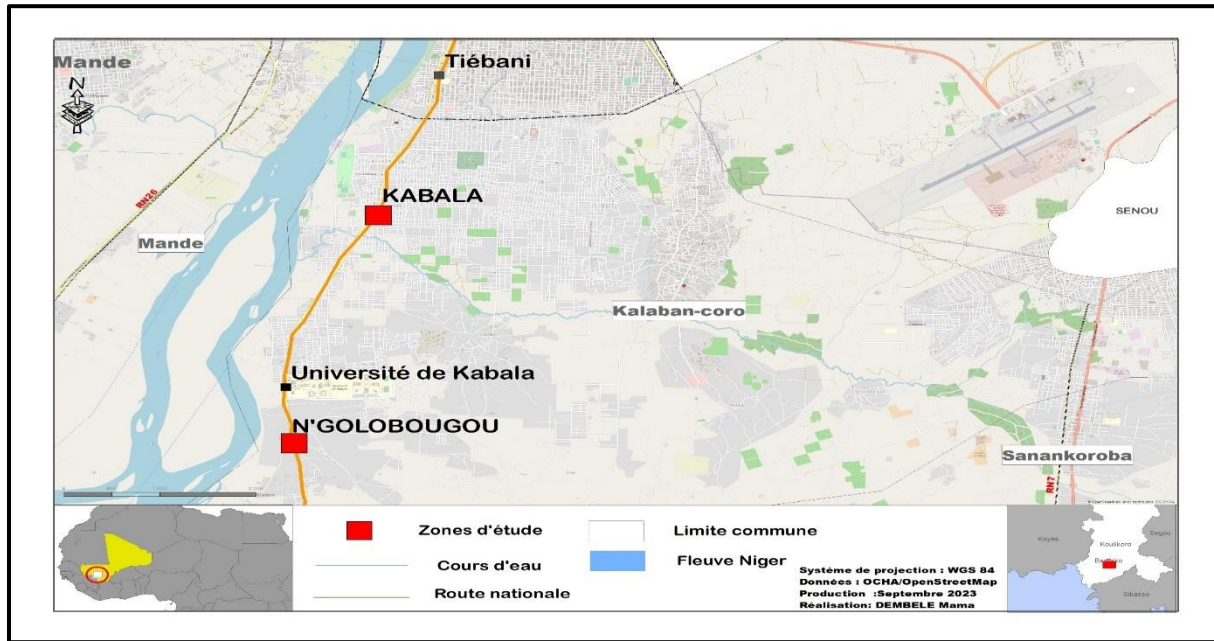 Mande
N
Tiébani
KABALA
RN26
Mande
SENOU
Kalaban-coro
Université de Kabala
N'GOLOBOUGOU
Sanankoroba
RN7
Zones d'étude
Limite commune
Cours d'eau
Fleuve Niger
Route nationale
Système de projection : WGS 84
Données : OCHA/OpenStreetMap
Production :Septembre 2023
Réalisation: DEMBELE Mama
Kayes
Koulikoro
Segou
Bamako
Sikasso